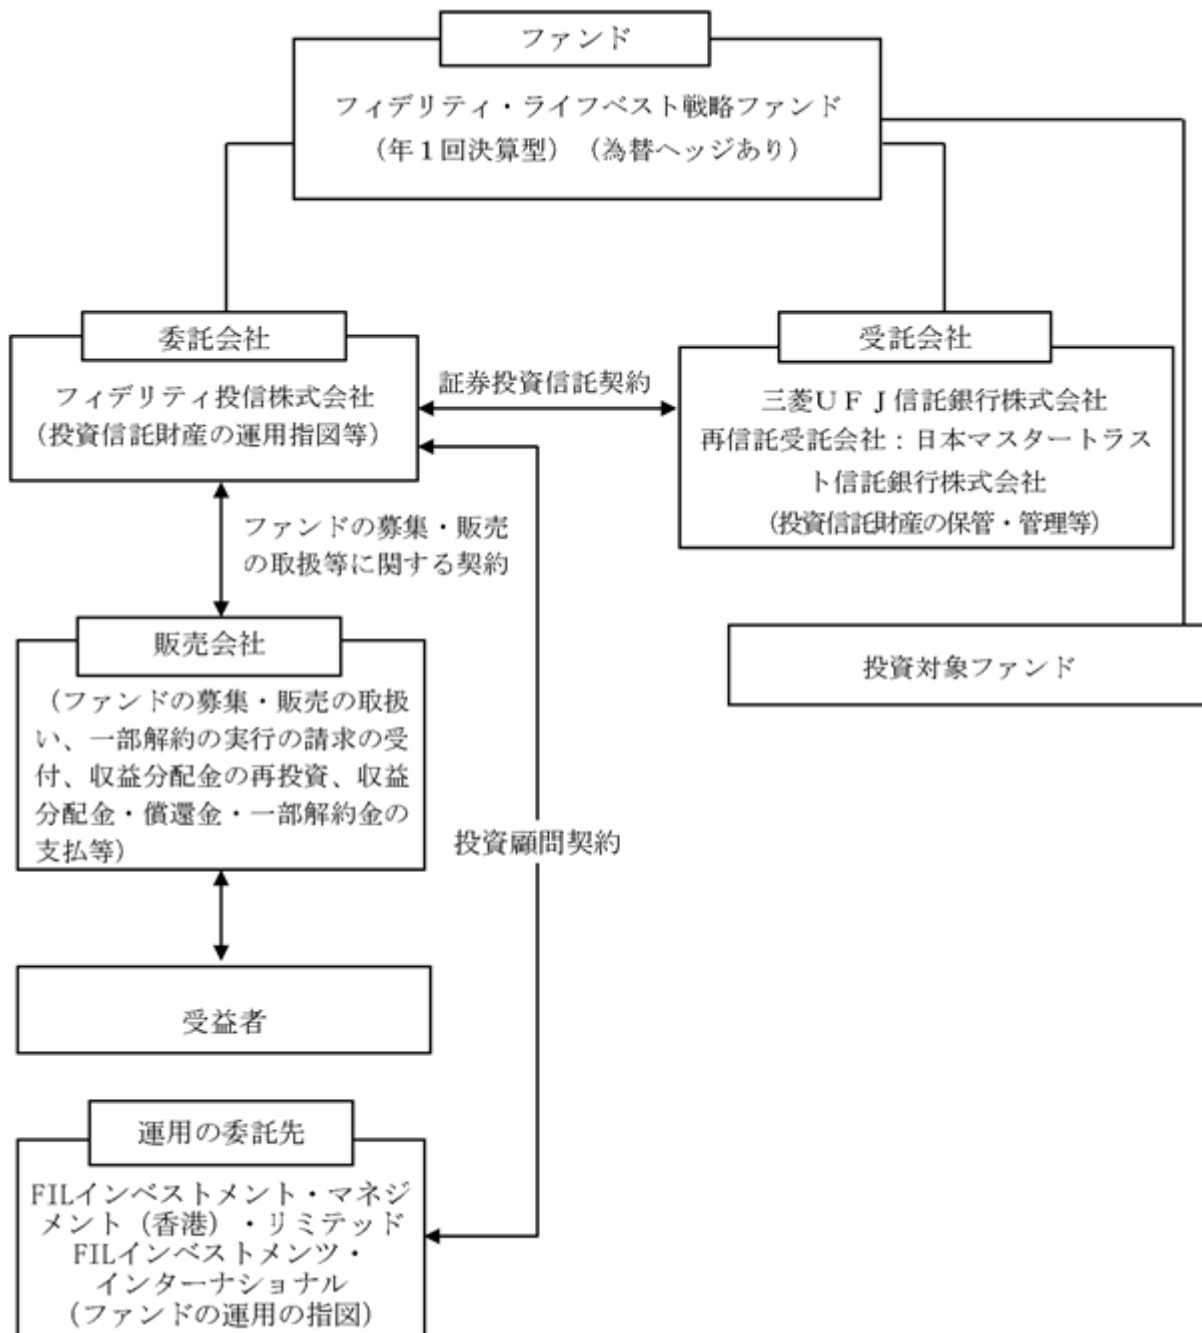 ファンド
フィデリティ・ライフベスト戦略ファンド
（年１回決算型）（為替ヘッジあり）
委託会社
フィデリティ投信株式会社
（投資信託財産の運用指図等）
証券投資信託契約
受託会社
三菱ＵＦＪ信託銀行株式会社
再信託受託会社：日本マスタートラス
ト信託銀行株式会社
（投資信託財産の保管・管理等）
ファンドの募集・販売
の取扱等に関する契約
販売会社
（ファンドの募集・販売の取扱
い、一部解約の実行の請求の受
付、収益分配金の再投資、収益
分配金・償還金・一部解約金の
支払等）
投資対象ファンド
投資顧問契約
受益者
運用の委託先
FILインベストメント・マネジ
メント（香港）・リミテッド
FILインベストメンツ・
インターナショナル
（ファンドの運用の指図）